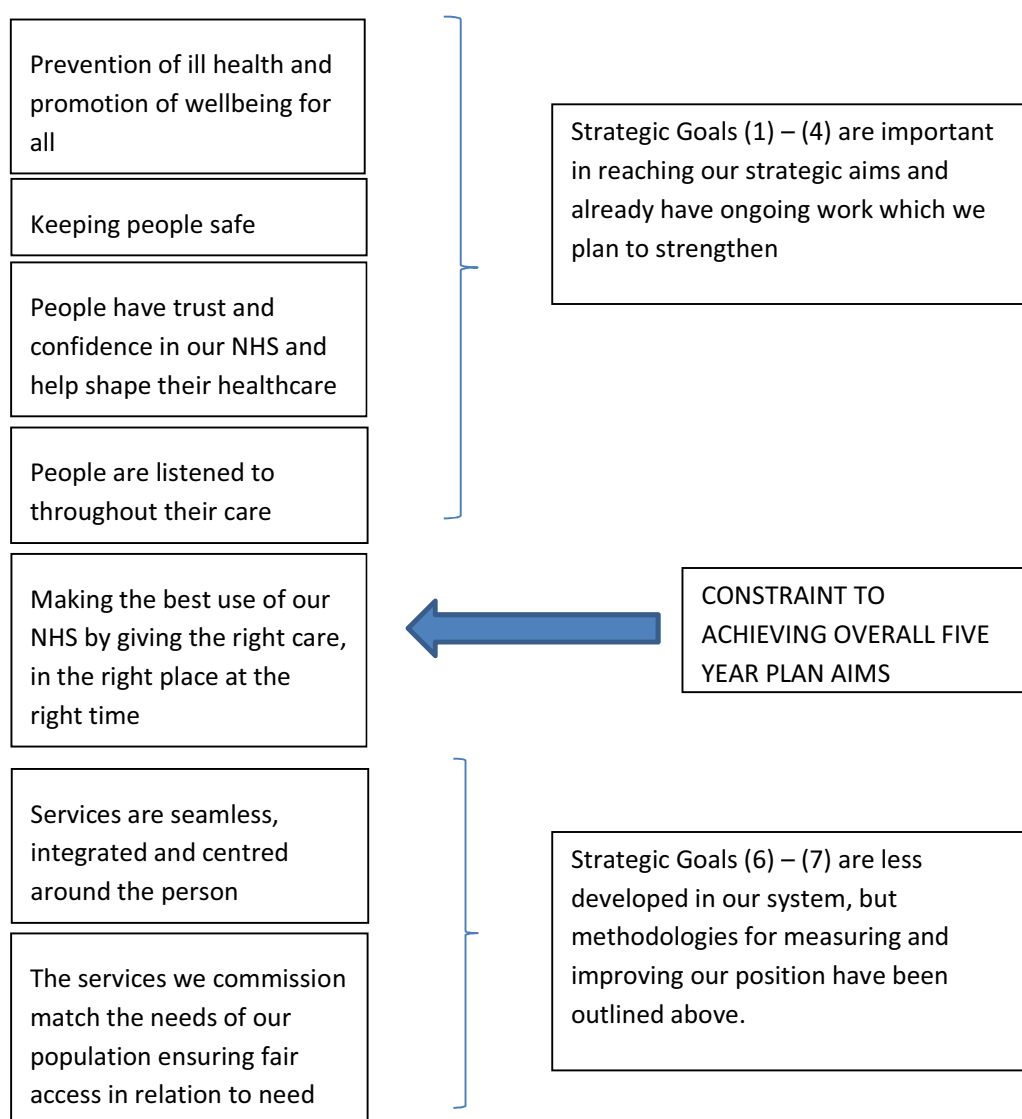 Prevention of ill health and
promotion of wellbeing for
all
Keeping people safe
People have trust and
confidence in our NHS and
help shape their healthcare
People are listened to
throughout their care
Making the best use of our
NHS by giving the right care,
in the right place at the
right time
Services are seamless,
integrated and centred
around the person
The services we commission
match the needs of our
population ensuring fair
access in relation to need
Strategic Goals (1) – (4) are important
in reaching our strategic aims and
already have ongoing work which we
plan to strengthen
CONSTRAINT TO
ACHIEVING OVERALL FIVE
YEAR PLAN AIMS
Strategic Goals (6) – (7) are less
developed in our system, but
methodologies for measuring and
improving our position have been
outlined above.